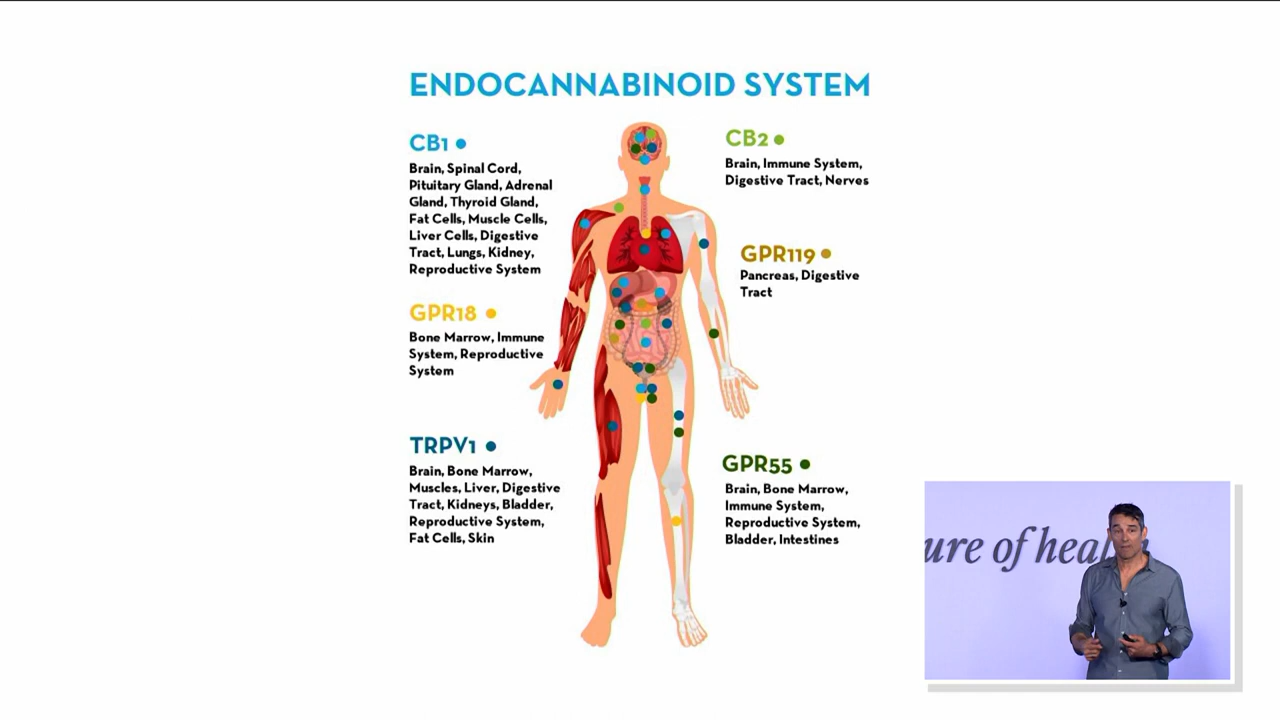 ENDOCANNABINOID SYSTEM
CB1
Brain, Spinal Cord,
Pituitary Gland, Adrenal
Gland, Thyroid Gland,
Fat Cells, Muscle Cells,
Liver Cells, Digestive
Tract, Lungs, Kidney,
Reproductive System
GPR18
Bone Marrow, Immune
System, Reproductive
System
TRPV1
Brain, Bone Marrow,
Muscles, Liver, Digestive
Tract, Kidneys, Bladder,
Reproductive System,
Fat Cells, Skin
CB2
Brain, Immune System,
Digestive Tract, Nerves
GPR119
Pancreas, Digestive
Tract
GPR55
Brain, Bone Marrow,
Immune System,
Reproductive System,
Bladder, Intestines
of